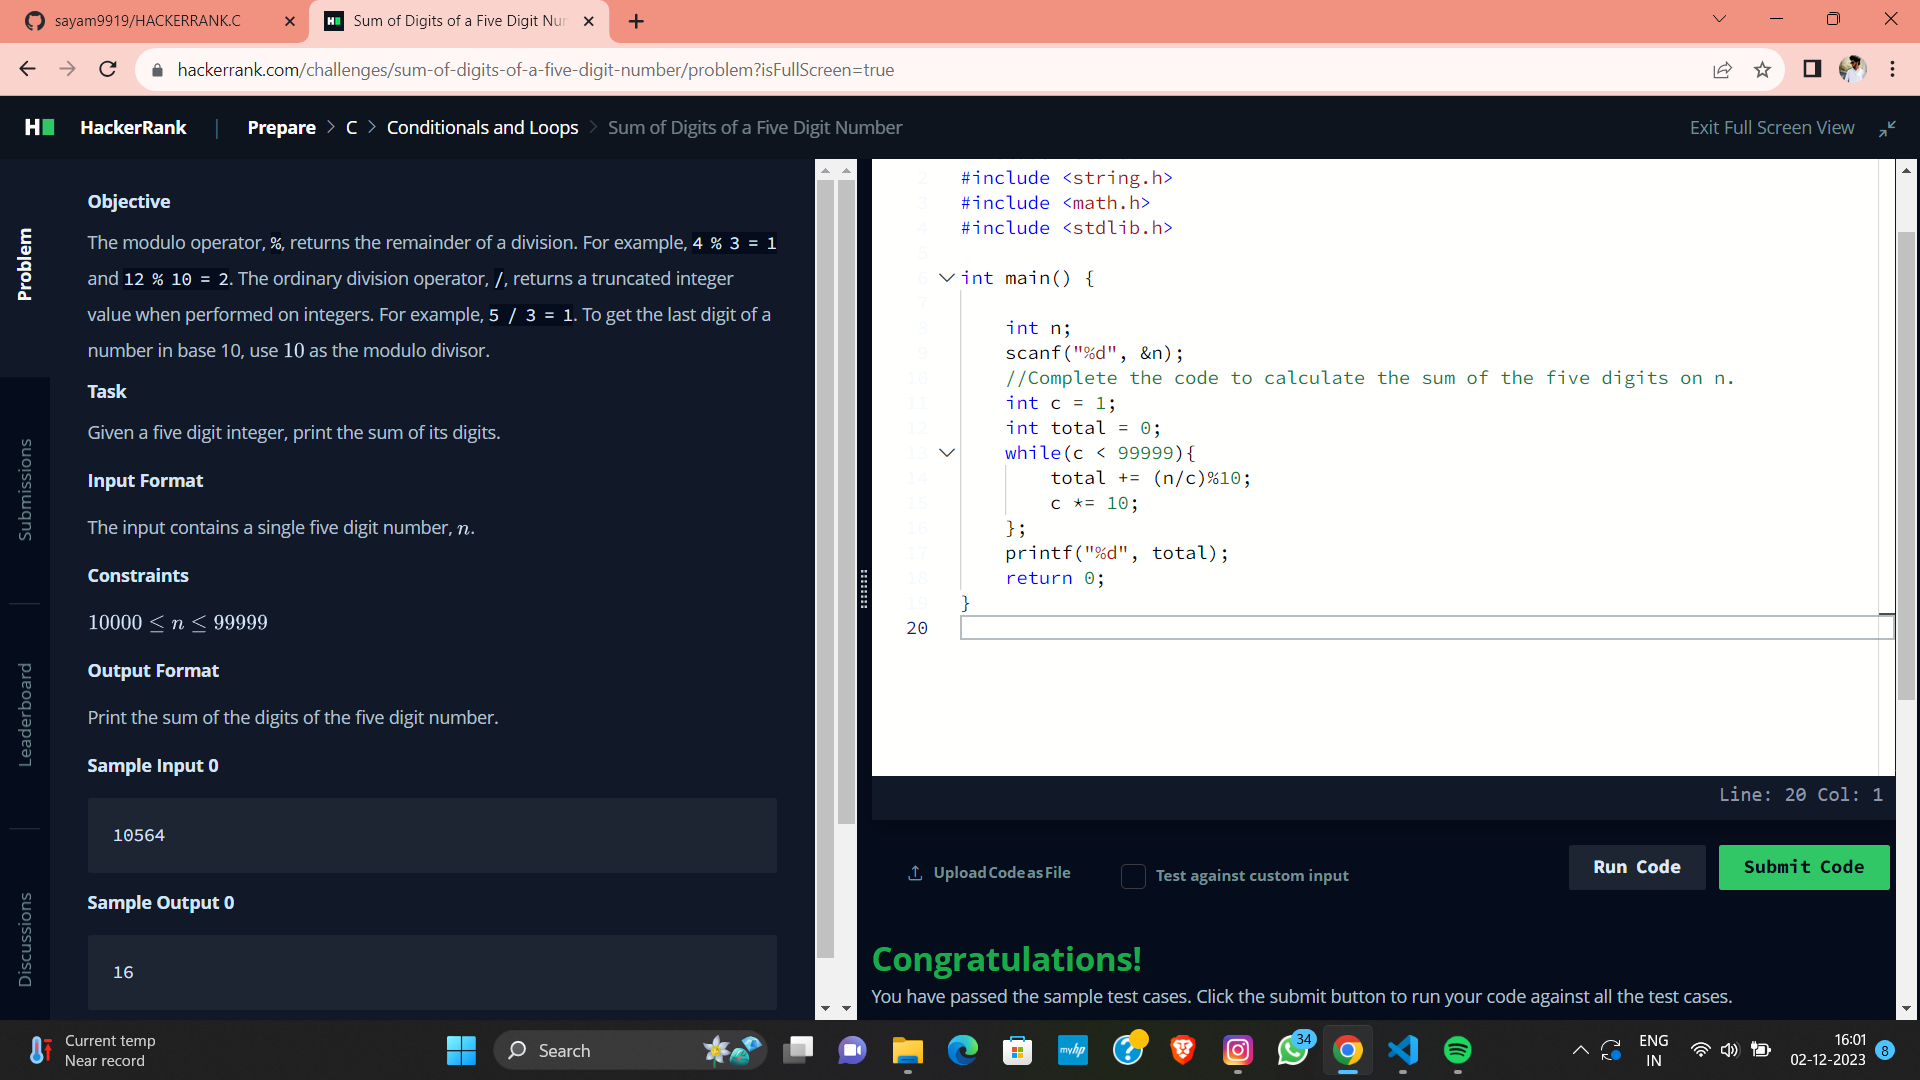 sayam9919/HACKERRANK.C
Sum of Digits of a Five Digit Nu
hackerrank.com/challenges/sum-of-digits-of-a-five-digit-number/problem?isFullScreen=true
H
HackerRank | Prepare > C > Conditionals and Loops > Sum of Digits of a Five Digit Number
Exit Full Screen View
Problem
Submissions
Leaderboard
Discussions
Objective
The modulo operator, %, returns the remainder of a division. For example, 4 % 3 = 1
and 12 % 10 = 2. The ordinary division operator, /, returns a truncated integer
value when performed on integers. For example, 5 / 3 = 1. To get the last digit of a
number in base 10, use 10 as the modulo divisor.
Task
Given a five digit integer, print the sum of its digits.
Input Format
The input contains a single five digit number, n.
Constraints
10000 ≤ n ≤ 99999
Output Format
Print the sum of the digits of the five digit number.
Sample Input 0
10564
Sample Output 0
16
2 #include <string.h>
3 #include <math.h>
4 #include <stdlib.h>
5
6 int main() {
7
8 int n;
9 scanf("%d", &n);
10 //Complete the code to calculate the sum of the five digits on n.
11 int c = 1;
12 int total = 0;
13 while(c < 99999){
14 total += (n/c)%10;
15 c *= 10;
16 };
17 printf("%d", total);
18 return 0;
19 }
20
Line: 20 Col: 1
Upload Code as File
Test against custom input
Run Code
Submit Code
Congratulations!
You have passed the sample test cases. Click the submit button to run your code against all the test cases.
Current temp
Near record
Search
myhp
34
ENG
IN
16:01
02-12-2023
8